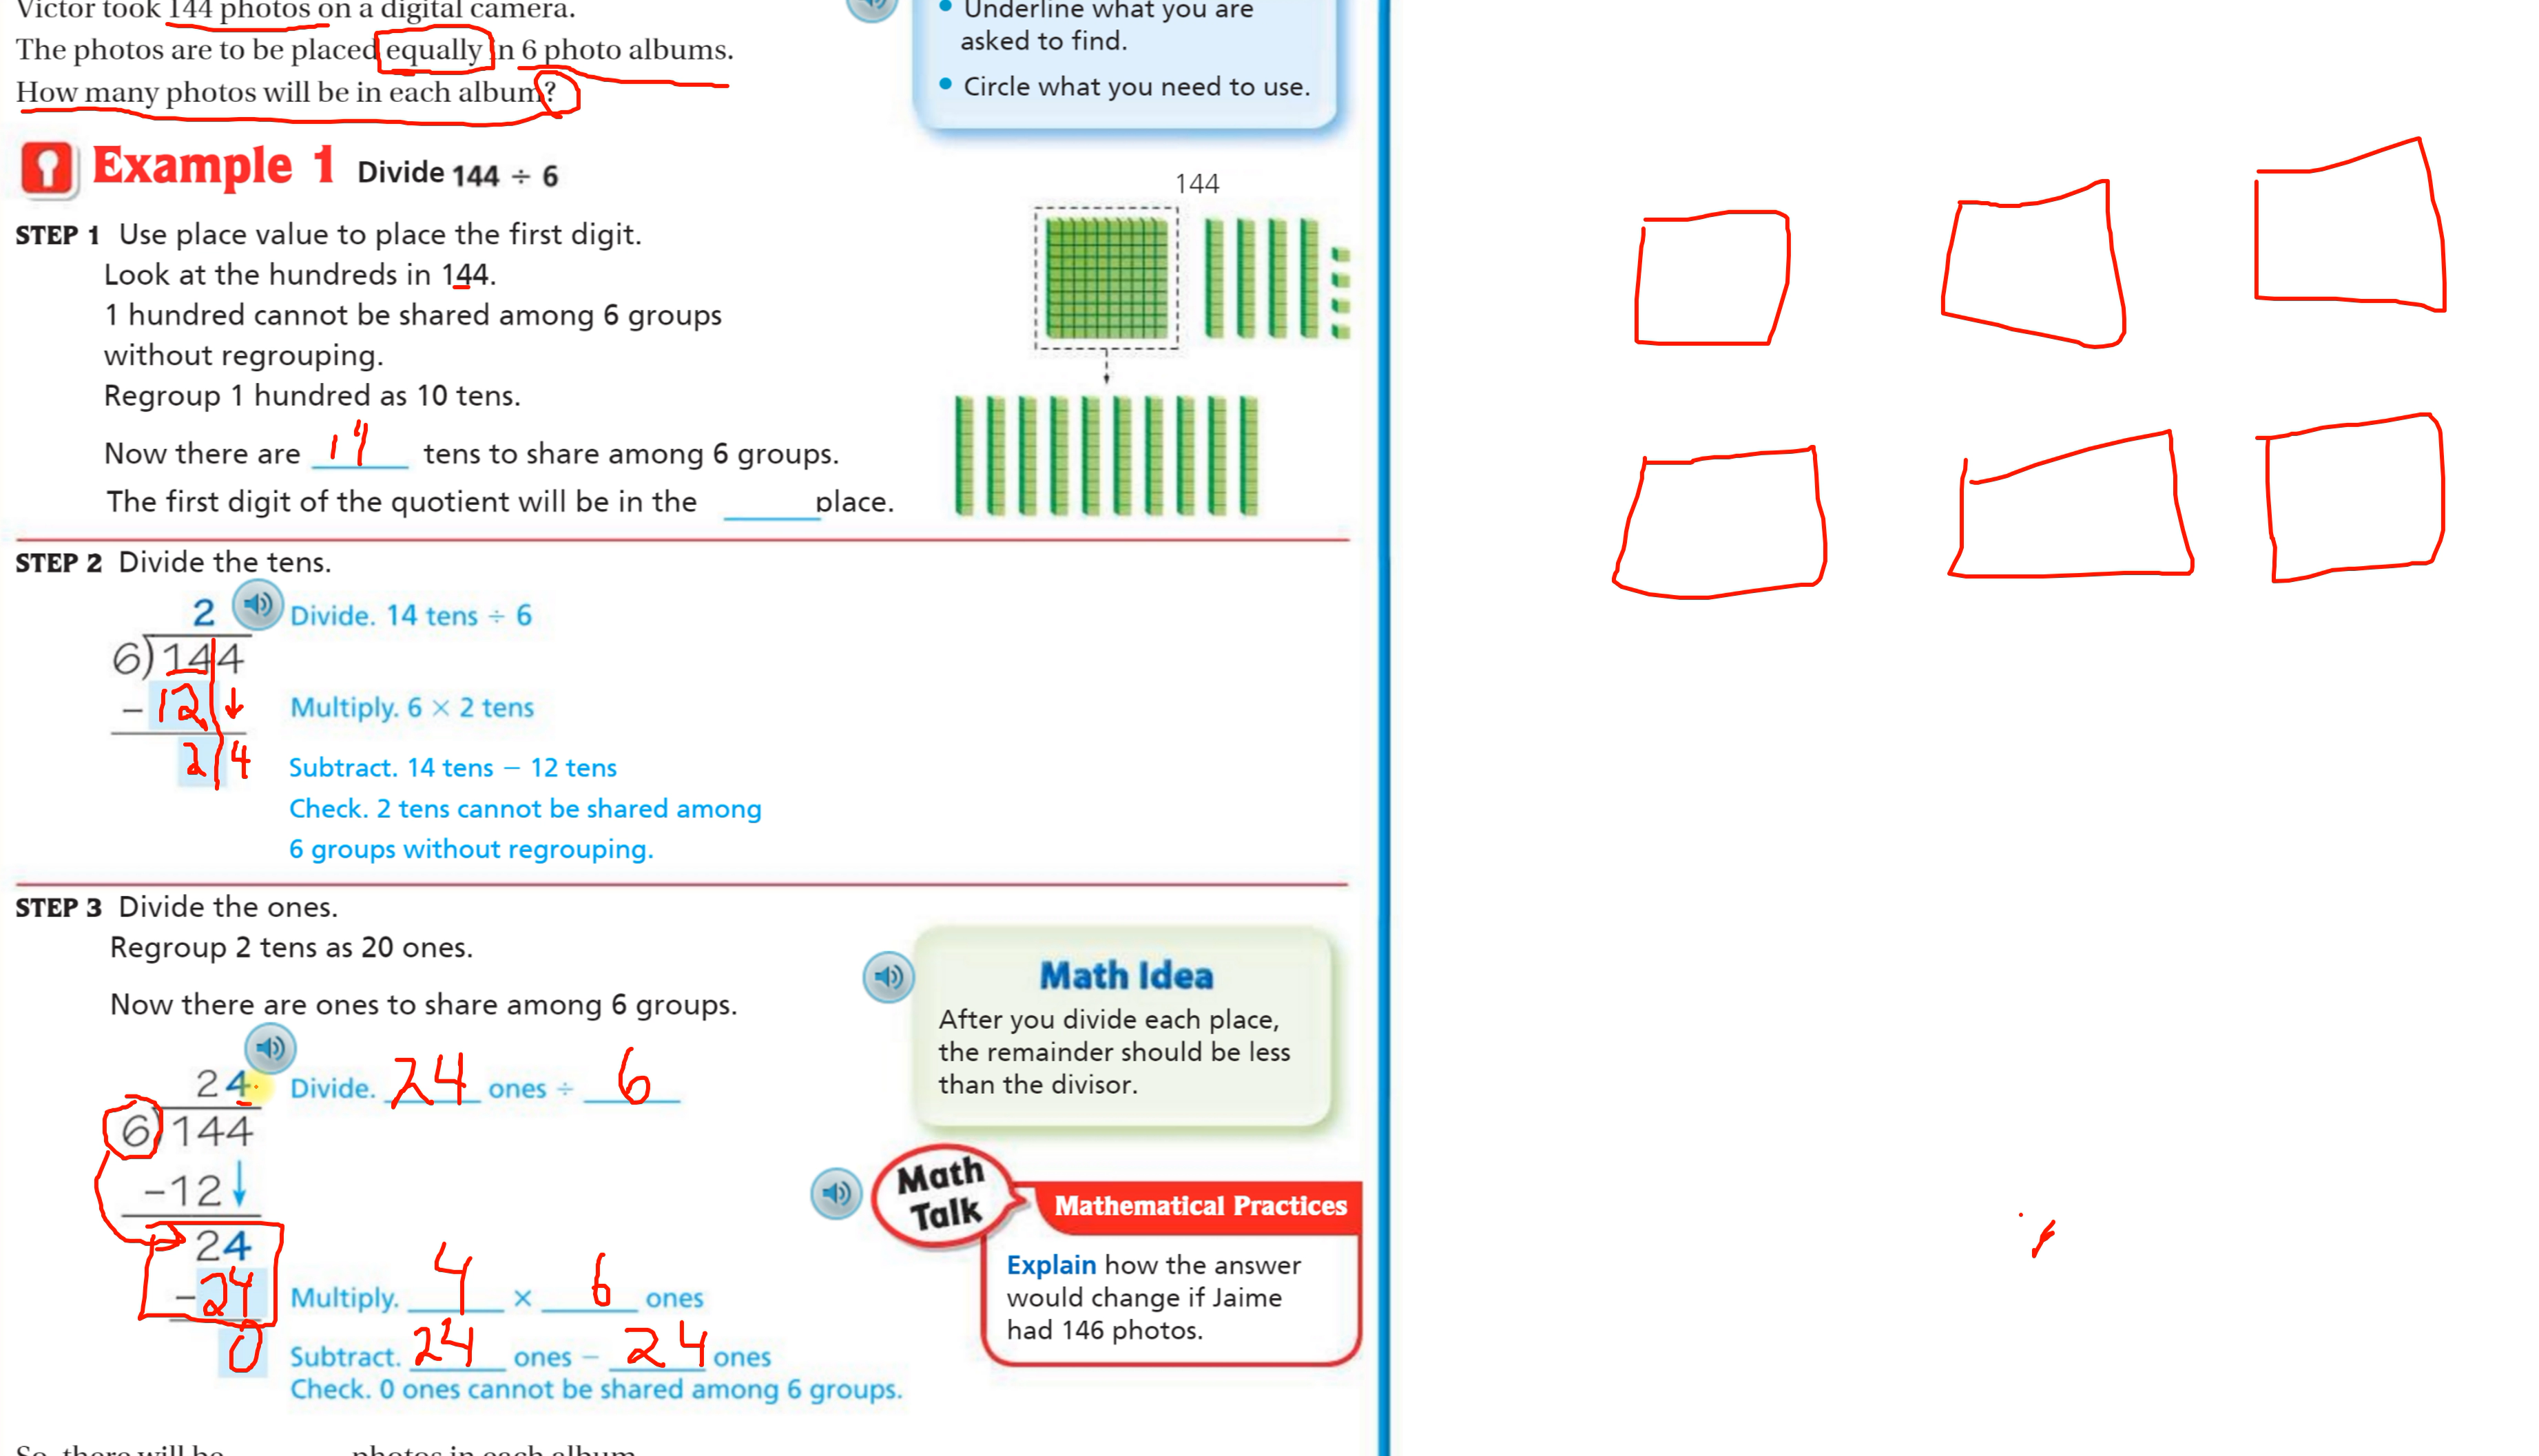 Victor took 144 photos on a digital camera.
The photos are to be placed equally in 6 photo albums.
How many photos will be in each album?
• Underline what you are
asked to find.
• Circle what you need to use.
Example 1 Divide 144 ÷ 6
STEP 1 Use place value to place the first digit.
Look at the hundreds in 144.
1 hundred cannot be shared among 6 groups
without regrouping.
Regroup 1 hundred as 10 tens.
Now there are 14 tens to share among 6 groups.
The first digit of the quotient will be in the ______ place.
144
STEP 2 Divide the tens.
2 Divide. 14 tens ÷ 6
6)144
− 12 ↓ Multiply. 6 × 2 tens
24 Subtract. 14 tens − 12 tens
Check. 2 tens cannot be shared among
6 groups without regrouping.
STEP 3 Divide the ones.
Regroup 2 tens as 20 ones.
Now there are ones to share among 6 groups.
24 Divide. 24 ones ÷ 6
6)144
−12↓
24
−24 Multiply. 4 × 6 ones
0 Subtract. 24 ones − 24 ones
Check. 0 ones cannot be shared among 6 groups.
Math Idea
After you divide each place,
the remainder should be less
than the divisor.
Math
Talk
Mathematical Practices
Explain how the answer
would change if Jaime
had 146 photos.
So, there will be ______ photos in each album